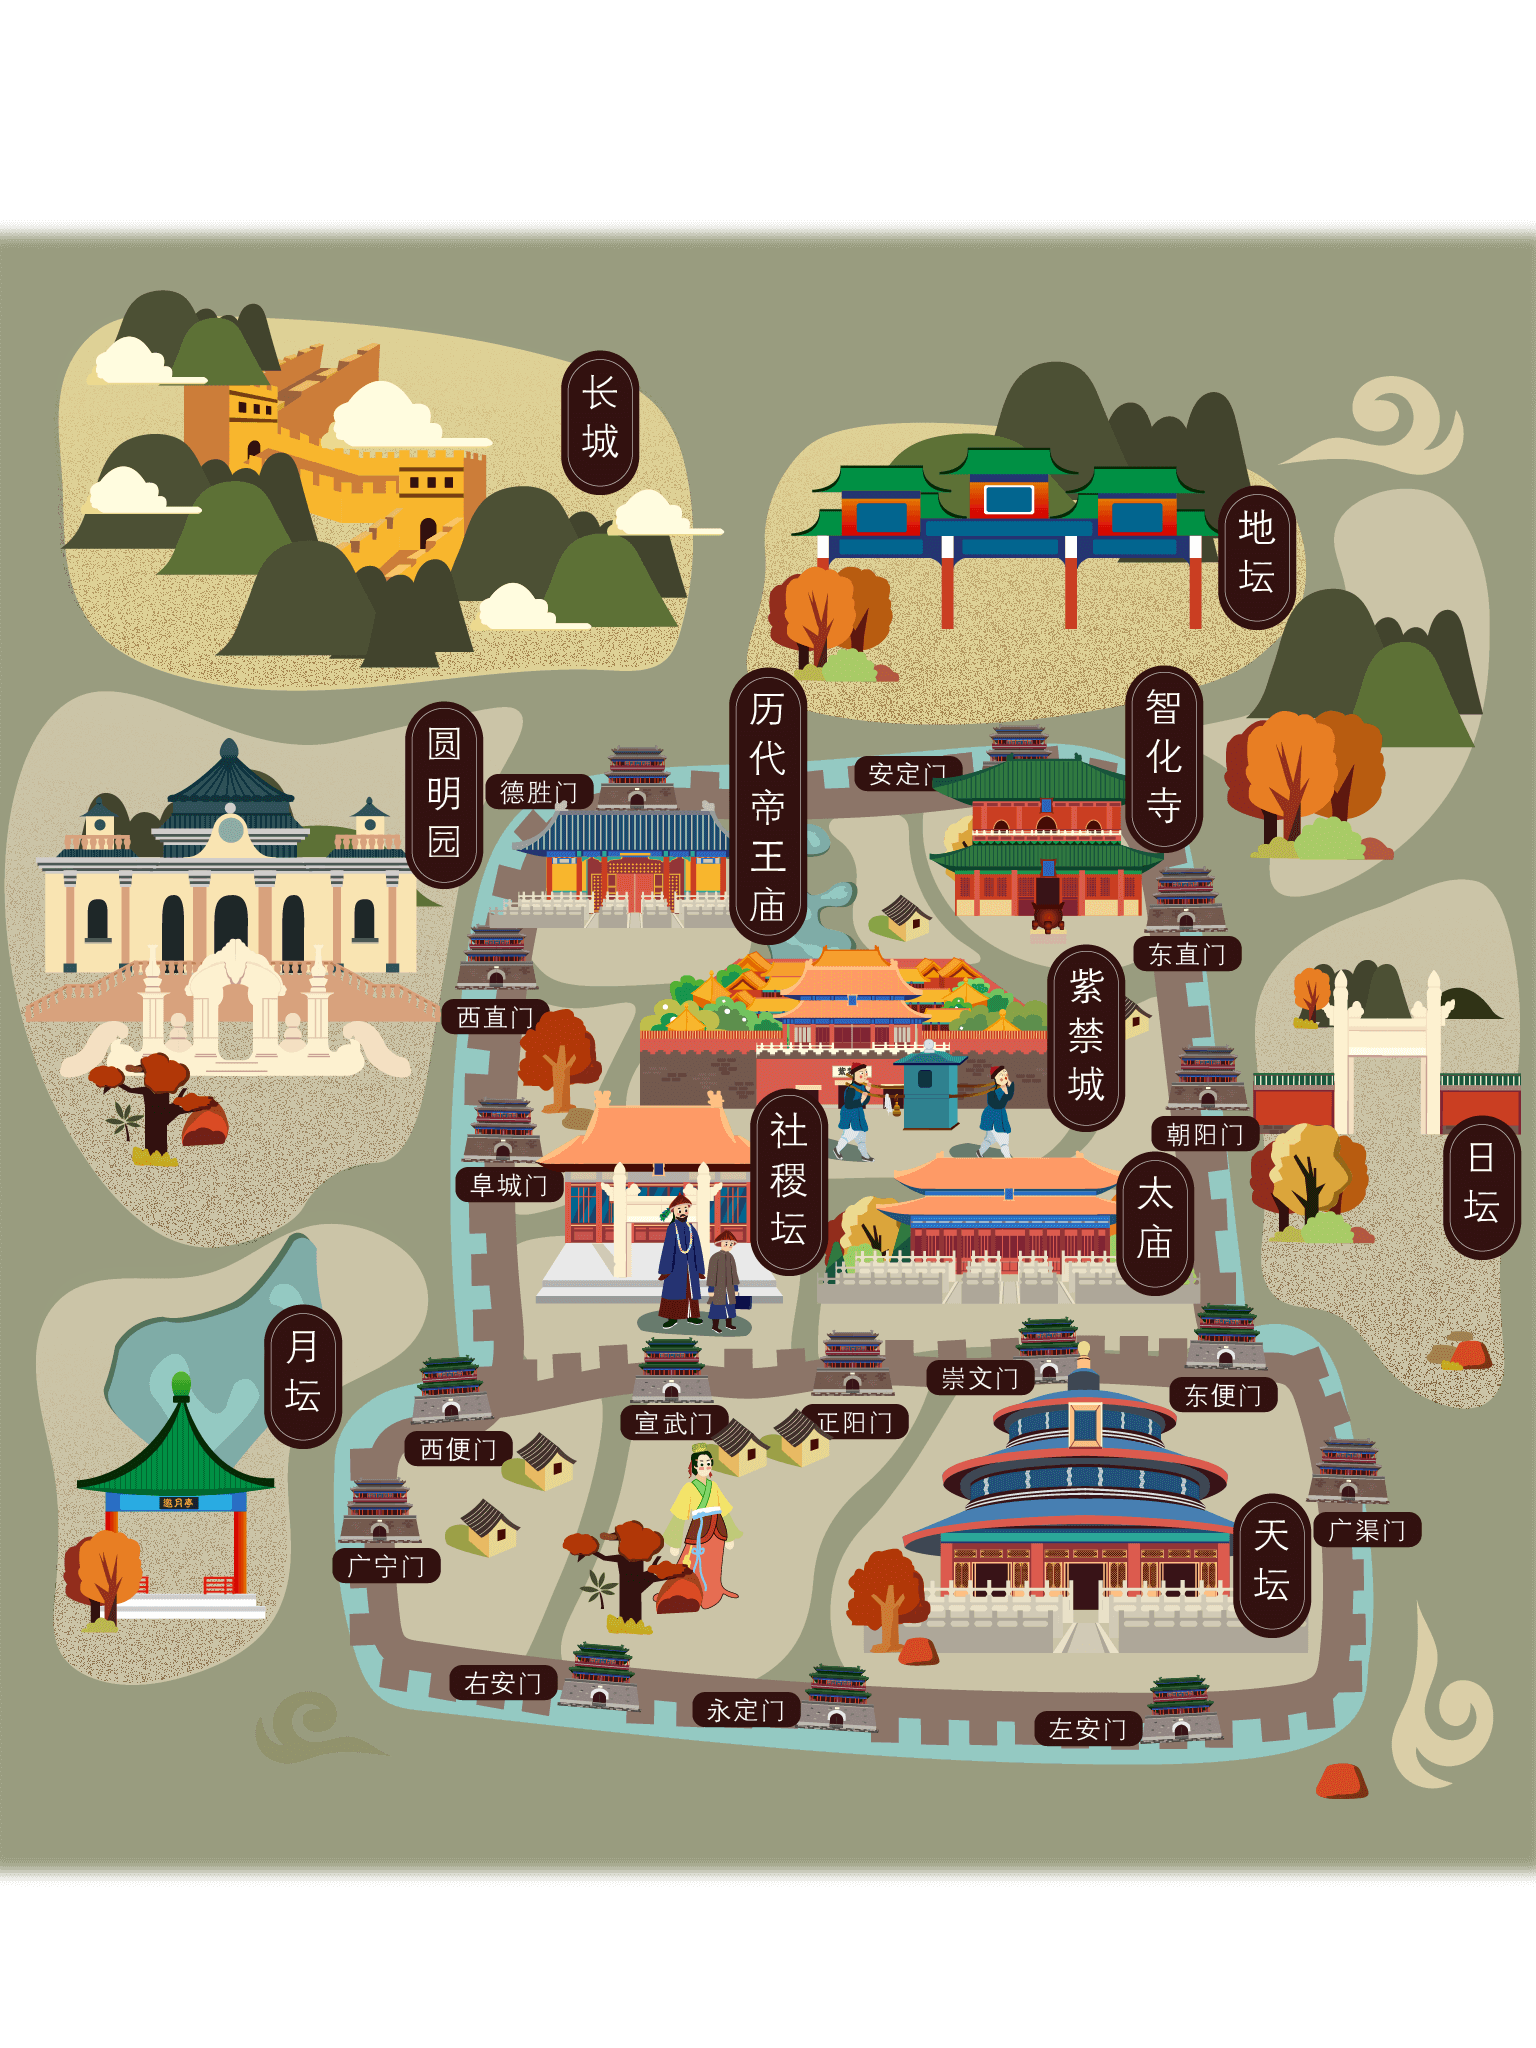 长城
地坛
历代帝王庙
智化寺
圆明园
安定门
德胜门
东直门
紫禁城
西直门
社稷坛
朝阳门
日坛
太庙
阜城门
月坛
崇文门
东便门
宣武门
正阳门
西便门
天坛
广渠门
邀月亭
广宁门
右安门
永定门
左安门